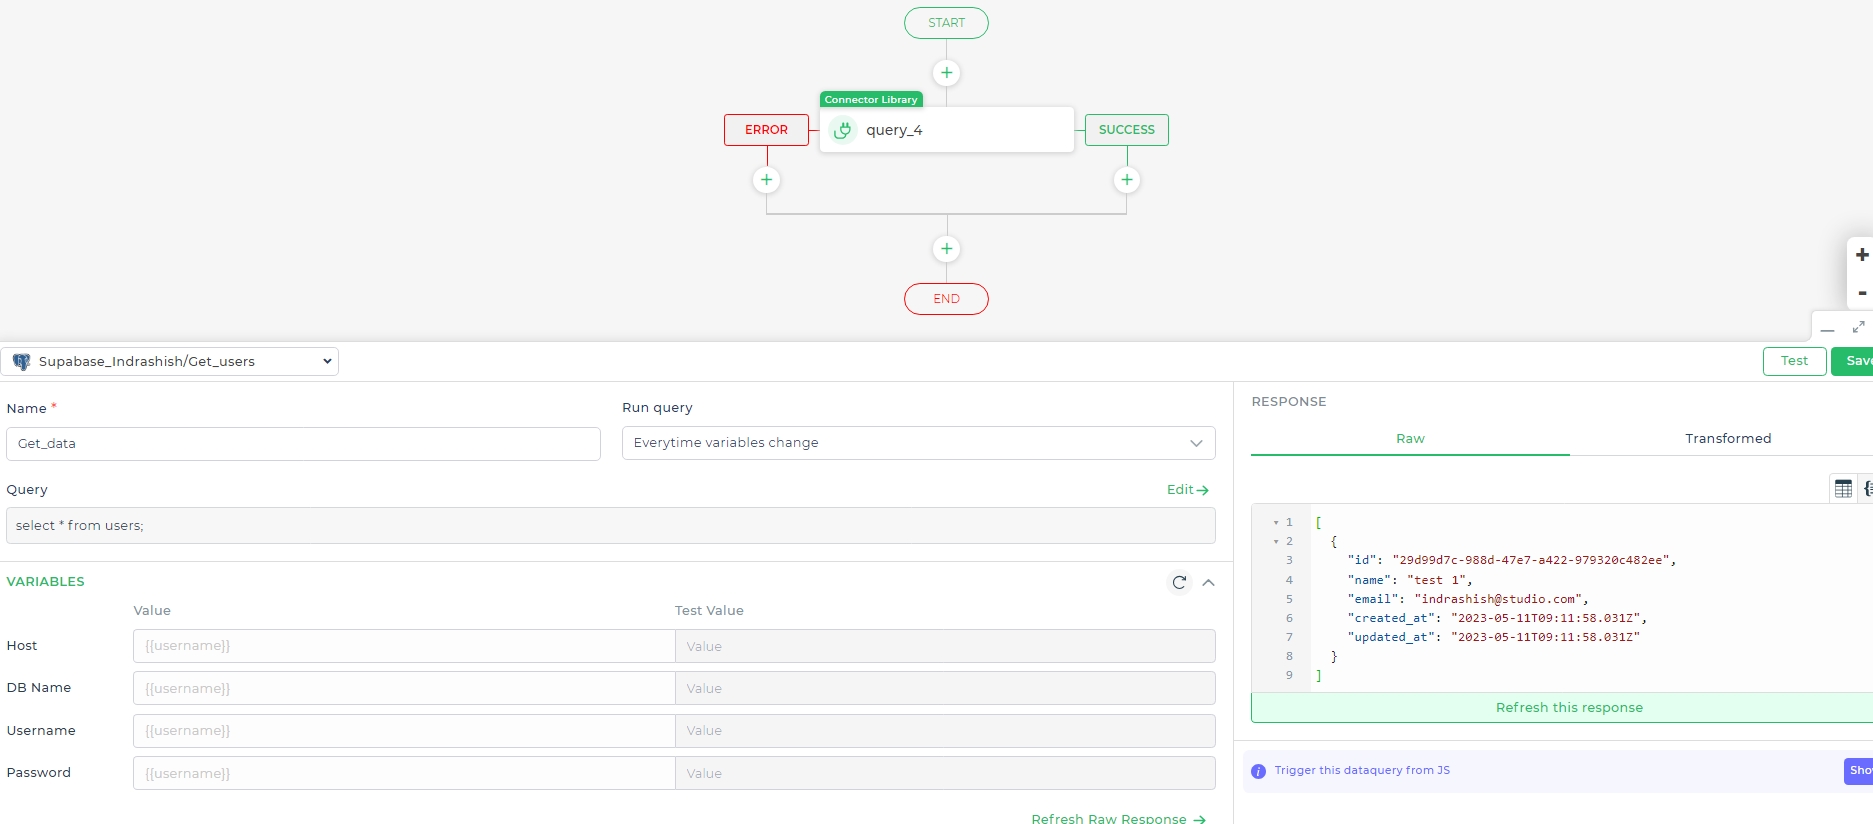 START
Connector Library
ERROR
query_4
SUCCESS
END
+
-
Supabase_Indrashish/Get_users
Test
Save
Name *
Get_data
Run query
Everytime variables change
Query
Edit
select * from users;
VARIABLES
Value Test Value
Host {{username}} Value
DB Name {{username}} Value
Username {{username}} Value
Password {{username}} Value
Refresh Raw Response
RESPONSE
Raw Transformed
1 [
2 {
3 "id": "29d99d7c-988d-47e7-a422-979320c482ee",
4 "name": "test 1",
5 "email": "indrashish@studio.com",
6 "created_at": "2023-05-11T09:11:58.031Z",
7 "updated_at": "2023-05-11T09:11:58.031Z"
8 }
9 ]
Refresh this response
i Trigger this dataquery from JS